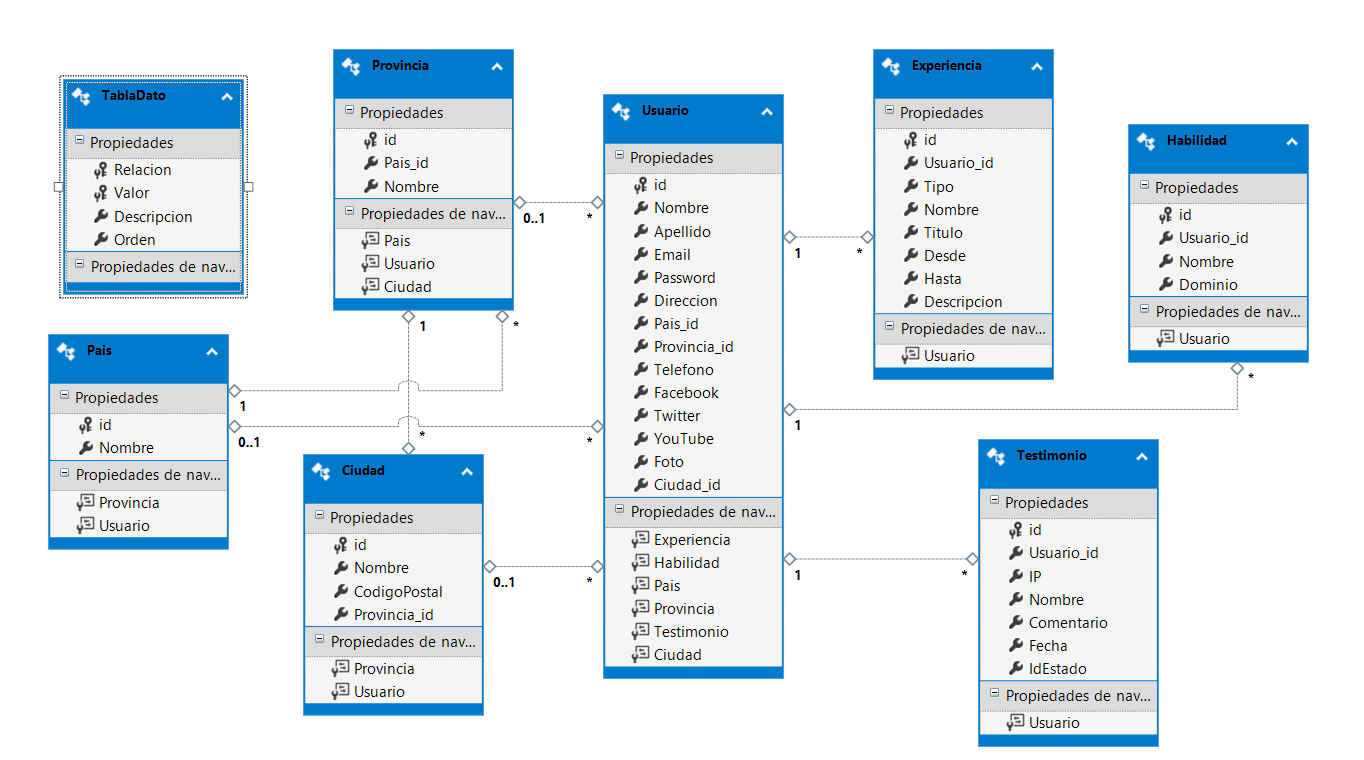 TablaDato
Propiedades
Relacion
Valor
Descripcion
Orden
Propiedades de nav...
Provincia
Propiedades
id
Pais_id
Nombre
Propiedades de nav...
Pais
Usuario
Ciudad
0..1
*
1
*
Pais
Propiedades
id
Nombre
Propiedades de nav...
Provincia
Usuario
1
0..1
*
*
Ciudad
Propiedades
id
Nombre
CodigoPostal
Provincia_id
Propiedades de nav...
Provincia
Usuario
0..1
*
Usuario
Propiedades
id
Nombre
Apellido
Email
Password
Direccion
Pais_id
Provincia_id
Telefono
Facebook
Twitter
YouTube
Foto
Ciudad_id
Propiedades de nav...
Experiencia
Habilidad
Pais
Provincia
Testimonio
Ciudad
1
*
1
*
1
*
Experiencia
Propiedades
id
Usuario_id
Tipo
Nombre
Titulo
Desde
Hasta
Descripcion
Propiedades de nav...
Usuario
Habilidad
Propiedades
id
Usuario_id
Nombre
Dominio
Propiedades de nav...
Usuario
Testimonio
Propiedades
id
Usuario_id
IP
Nombre
Comentario
Fecha
IdEstado
Propiedades de nav...
Usuario